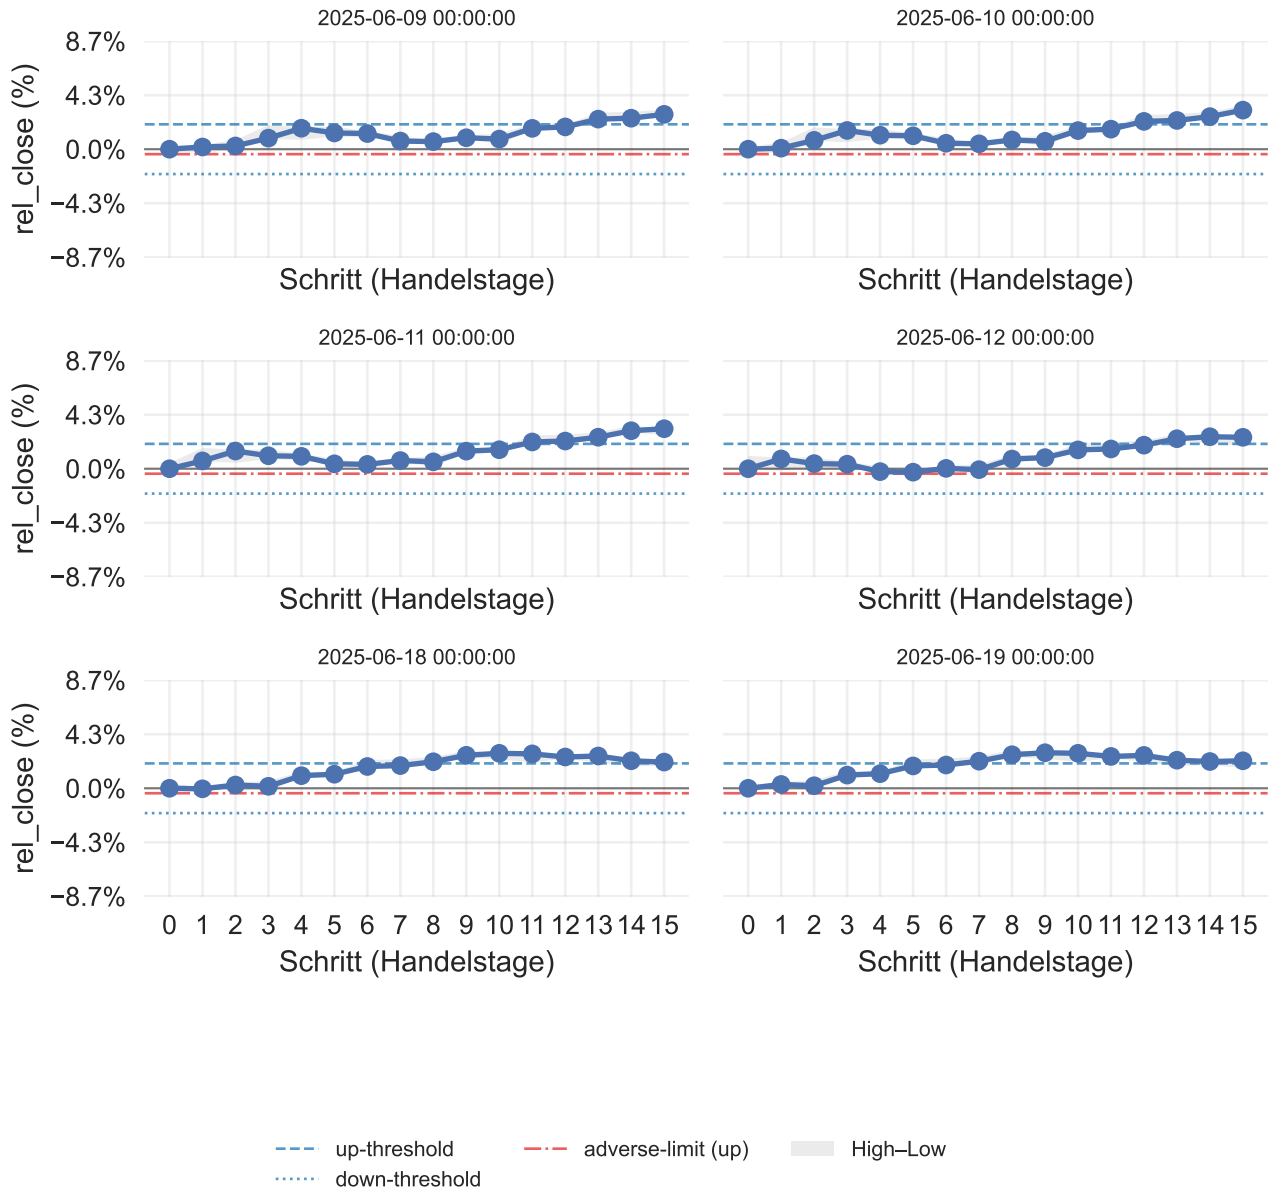 2025-06-09 00:00:00
2025-06-10 00:00:00
rel_close (%)
8.7%
4.3%
0.0%
−4.3%
−8.7%
Schritt (Handelstage)
Schritt (Handelstage)
2025-06-11 00:00:00
2025-06-12 00:00:00
rel_close (%)
8.7%
4.3%
0.0%
−4.3%
−8.7%
Schritt (Handelstage)
Schritt (Handelstage)
2025-06-18 00:00:00
2025-06-19 00:00:00
rel_close (%)
8.7%
4.3%
0.0%
−4.3%
−8.7%
0 1 2 3 4 5 6 7 8 9 10 11 12 13 14 15
0 1 2 3 4 5 6 7 8 9 10 11 12 13 14 15
Schritt (Handelstage)
Schritt (Handelstage)
up-threshold
down-threshold
adverse-limit (up)
High–Low